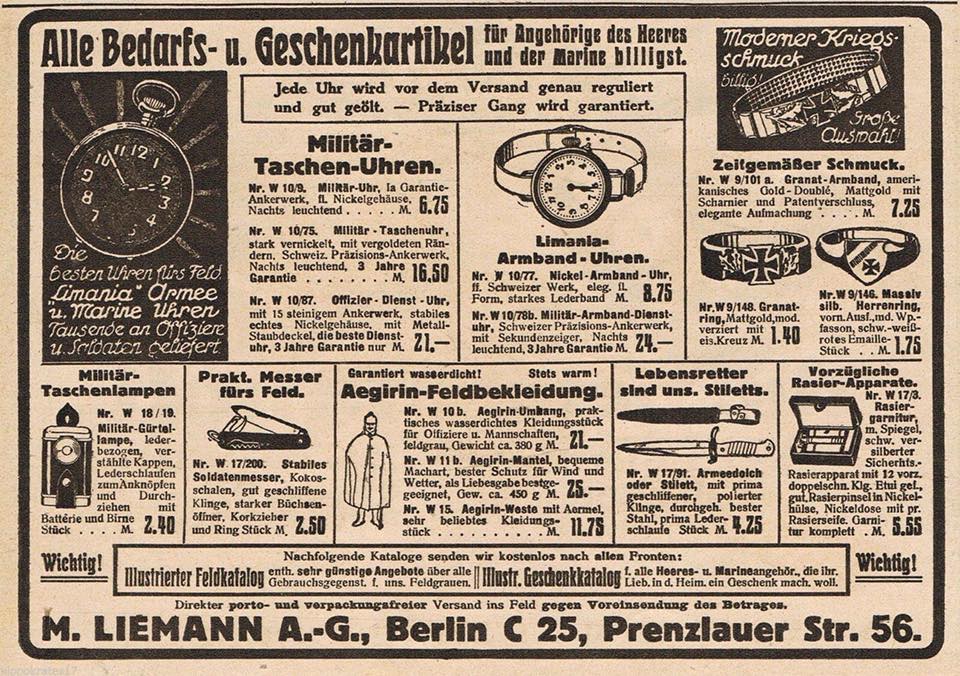 Alle Bedarfs- u. Geschenkartikel für Angehörige des Heeres
und der Marine billigst.
Jede Uhr wird vor dem Versand genau reguliert
und gut geölt. — Präziser Gang wird garantiert.
Die
besten Uhren fürs Feld
"Limania" Armee
u. Marine Uhren
Tausende an Offiziere
u. Soldaten geliefert
Militär-
Taschen-Uhren.
Nr. W 10/9. Militär-Uhr, la Garantie-
Ankerwerk, fl. Nickelgehäuse,
Nachts leuchtend . . . . M. 6.75
Nr. W 10/75. Militär-Taschenuhr,
stark vernickelt, mit vergoldeten Rän-
dern. Schweiz. Präzisions-Ankerwerk,
Nachts leuchtend, 3 Jahre
Garantie . . . . . . . . M. 16,50
Nr. W 10/87. Offizier-Dienst-Uhr,
mit 15 steinigem Ankerwerk, stabiles
echtes Nickelgehäuse, mit Metall-
Staubdeckel, die beste Dienst-
uhr, 3 Jahre Garantie nur M. 21.—
Limania-
Armband-Uhren.
Nr. W 10/77. Nickel-Armband-Uhr,
ff. Schweizer Werk, eleg. fl.
Form, starkes Lederband M. 8.75
Nr. W 10/78b. Militär-Armband-Dienst-
uhr, Schweizer Präzisions-Ankerwerk,
mit Sekundenzeiger, Nachts
leuchtend, 3 Jahre Garantie M. 24.—
Moderner Kriegs-
schmuck
billig!
Große
Auswahl!
Zeitgemäßer Schmuck.
Nr. W 9/101 a. Granat-Armband, ameri-
kanisches Gold-Doublé, Mattgold mit
Scharnier und Patentverschluss,
elegante Aufmachung . . . . . M. 7.25
Nr. W 9/148. Granat-
ring, Mattgold, mod.
verziert mit
eis. Kreuz M. 1.40
Nr. W 9/146. Massiv
silb. Herrenring,
vorn. Ausf., md. Wp.-
fasson, schw.-weiß-
rotes Emaille-
Stück . . M. 1.75
Militär-
Taschenlampen
Nr. W 18/19.
Militär-Gürtel-
lampe, leder-
bezogen, ver-
stählte Kappen,
Lederschlaufen
zum Anknöpfen
und Durch-
ziehen mit
Batterie und Birne
Stück . . . . M. 2.40
Prakt. Messer
fürs Feld.
Nr. W 17/200. Stabiles
Soldatenmesser, Kokos-
schalen, gut geschliffene
Klinge, starker Büchsen-
öffner, Korkzieher
und Ring Stück M. 2.50
Garantiert wasserdicht! Stets warm!
Aegirin-Feldbekleidung.
Nr. W 10 b. Aegirin-Umhang, prak-
tisches wasserdichtes Kleidungsstück
für Offiziere u. Mannschaften,
feldgrau, Gewicht ca. 380 g M. 21.—
Nr. W 11 b. Aegirin-Mantel, bequeme
Machart, bester Schutz für Wind und
Wetter, als Liebesgabe bestge-
geeignet, Gew. ca. 450 g M. 25.—
Nr. W 15. Aegirin-Weste mit Aermel,
sehr beliebtes Kleidungs-
stück . . . . . . . . . . M. 11.75
Lebensretter
sind uns. Stiletts.
Nr. W 17/91. Armeedolch
oder Stilett, mit prima
geschliffener, polierter
Klinge, durchgeh. bester
Stahl, prima Leder-
schlaufe Stück M. 4.25
Vorzügliche
Rasier-Apparate.
Nr. W 17/3.
Rasier-
garnitur,
m. Spiegel,
schw. ver-
silberter
Sicherhts.-
Rasierapparat mit 12 vorz.
doppelschn. Klg. Etui gef.
gut. Rasierpinsel in Nickel-
hülse, Nickeldose mit pr.
Rasierseife. Garni-
tur komplett . M. 5.55
Wichtig!
Nachfolgende Kataloge senden wir kostenlos nach allen Fronten:
Illustrierter Feldkatalog enth. sehr günstige Angebote über alle
Gebrauchsgegenst. f. uns. Feldgrauen.
Illustr. Geschenkkatalog f. alle Heeres- u. Marineangehör., die ihr.
Lieb. in d. Heim. ein Geschenk mach. woll.
Wichtig!
Direkter porto- und verpackungsfreier Versand ins Feld gegen Voreinsendung des Betrages.
M. LIEMANN A.-G., Berlin C 25, Prenzlauer Str. 56.